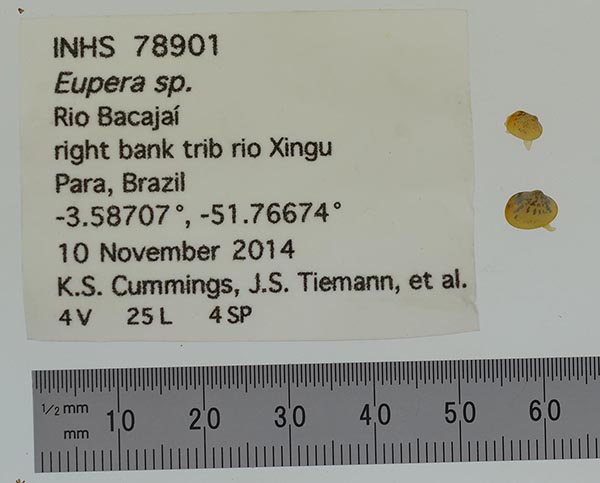 INHS 78901
Eupera sp.
Rio Bacajaí
right bank trib rio Xingu
Para, Brazil
-3.58707°, -51.76674°
10 November 2014
K.S. Cummings, J.S. Tiemann, et al.
4V 25L 4SP
1/2 mm
mm 10 20 30 40 50 60